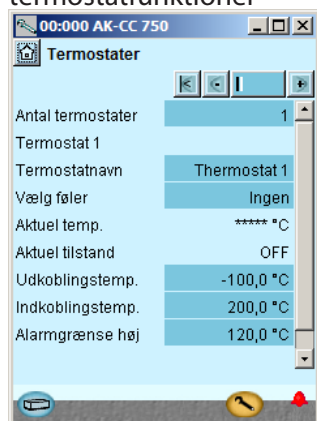 termostatfunktioner
00:000 AK-CC 750
Termostater
Antal termostater 1
Termostat 1
Termostatnavn Thermostat 1
Vælg føler Ingen
Aktuel temp. ***** °C
Aktuel tilstand OFF
Udkoblingstemp. -100,0 °C
Indkoblingstemp. 200,0 °C
Alarmgrænse høj 120,0 °C